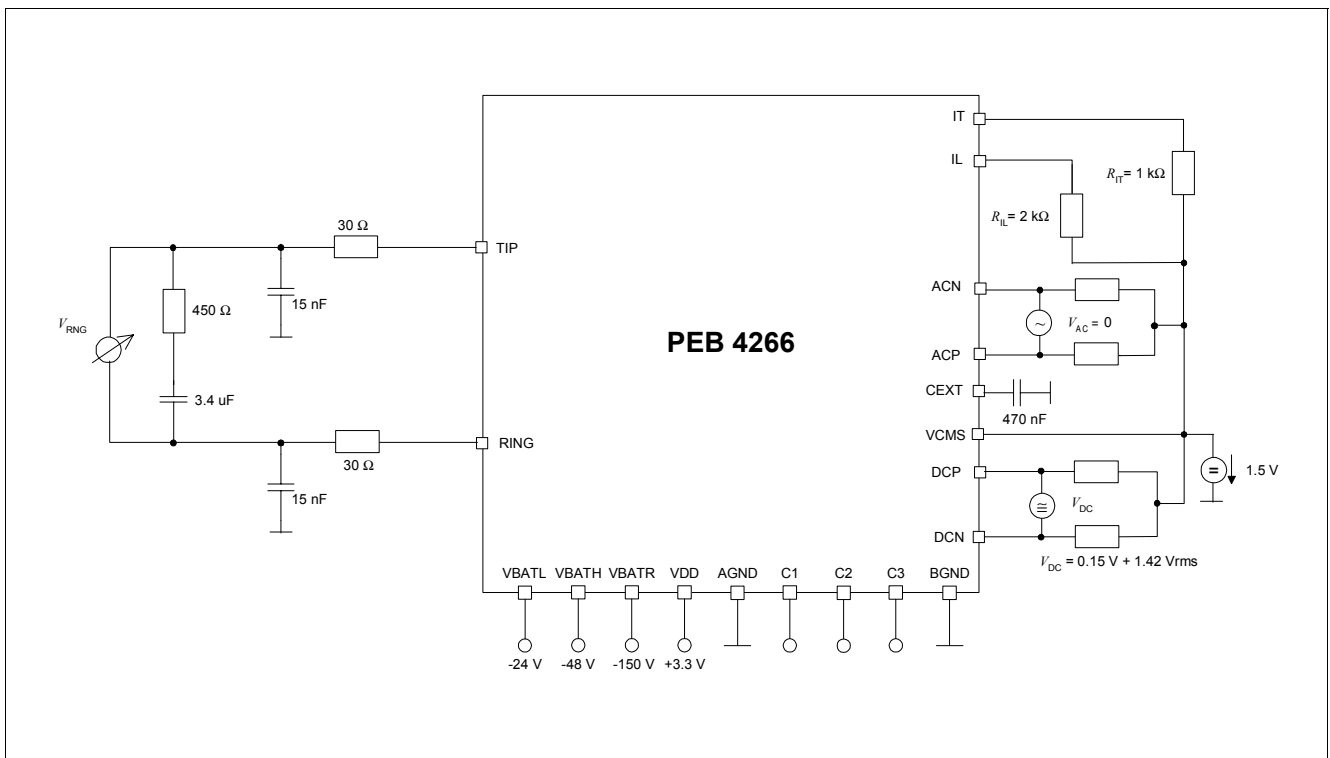 IT
IL
R_IT = 1 kΩ
R_IL = 2 kΩ
30 Ω
TIP
15 nF
450 Ω
V_RNG
3.4 uF
RING
30 Ω
15 nF
PEB 4266
ACN
V_AC = 0
ACP
CEXT
470 nF
VCMS
DCP
1.5 V
V_DC
DCN
V_DC = 0.15 V + 1.42 Vrms
VBATL VBATH VBATR VDD AGND C1 C2 C3 BGND
-24 V -48 V -150 V +3.3 V